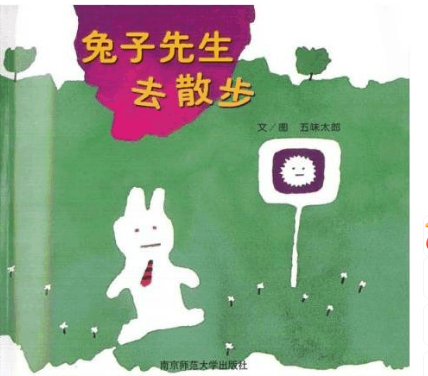 兔子先生
去散步
文／图 五味太郎
南京师范大学出版社